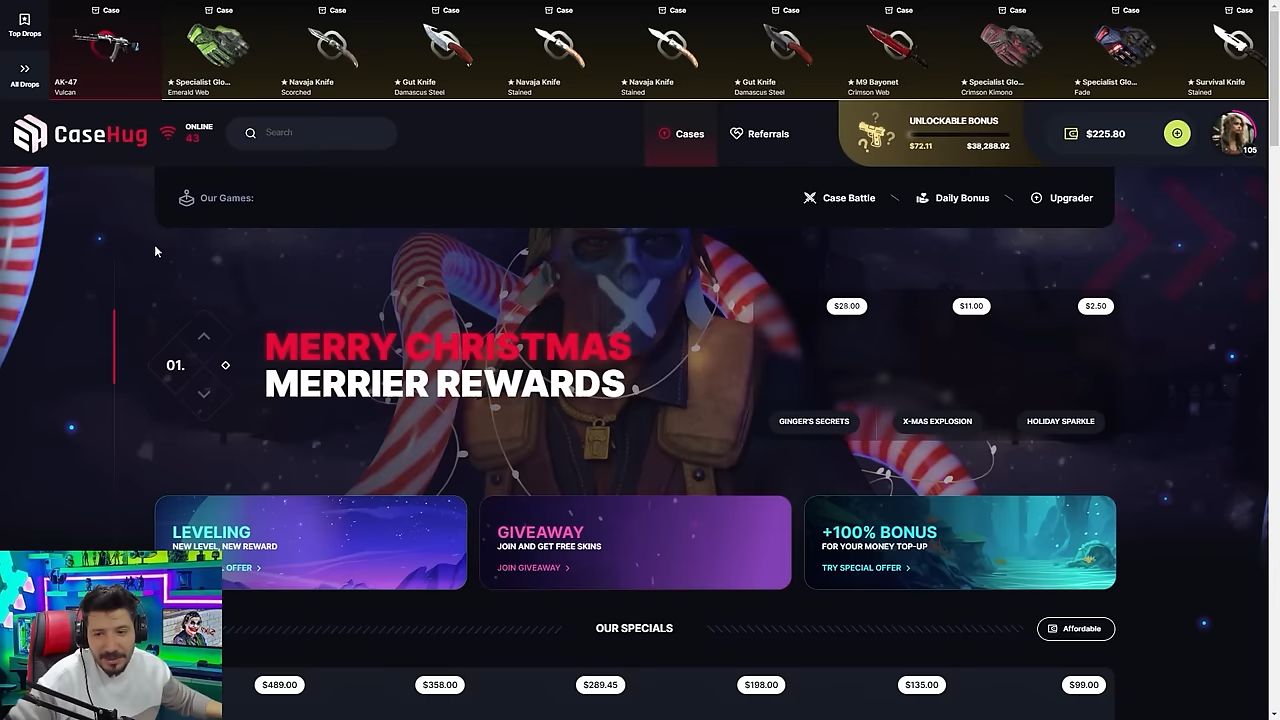 Top Drops
All Drops
Case
AK-47
Vulcan
Case
★ Specialist Glo...
Emerald Web
Case
★ Navaja Knife
Scorched
Case
★ Gut Knife
Damascus Steel
Case
★ Navaja Knife
Stained
Case
★ Navaja Knife
Stained
Case
★ Gut Knife
Damascus Steel
Case
★ M9 Bayonet
Crimson Web
Case
★ Specialist Glo...
Crimson Kimono
Case
★ Specialist Glo...
Fade
Case
★ Survival Knife
Stained
CaseHug
ONLINE
43
Search
Cases
Referrals
UNLOCKABLE BONUS
$72.11 $38,288.92
$225.80
105
Our Games:
Case Battle
Daily Bonus
Upgrader
01.
MERRY CHRISTMAS
MERRIER REWARDS
$28.00
$11.00
$2.50
GINGER'S SECRETS
X-MAS EXPLOSION
HOLIDAY SPARKLE
LEVELING
NEW LEVEL, NEW REWARD
OFFER
GIVEAWAY
JOIN AND GET FREE SKINS
JOIN GIVEAWAY
+100% BONUS
FOR YOUR MONEY TOP-UP
TRY SPECIAL OFFER
OUR SPECIALS
Affordable
$489.00
$358.00
$289.45
$198.00
$135.00
$99.00